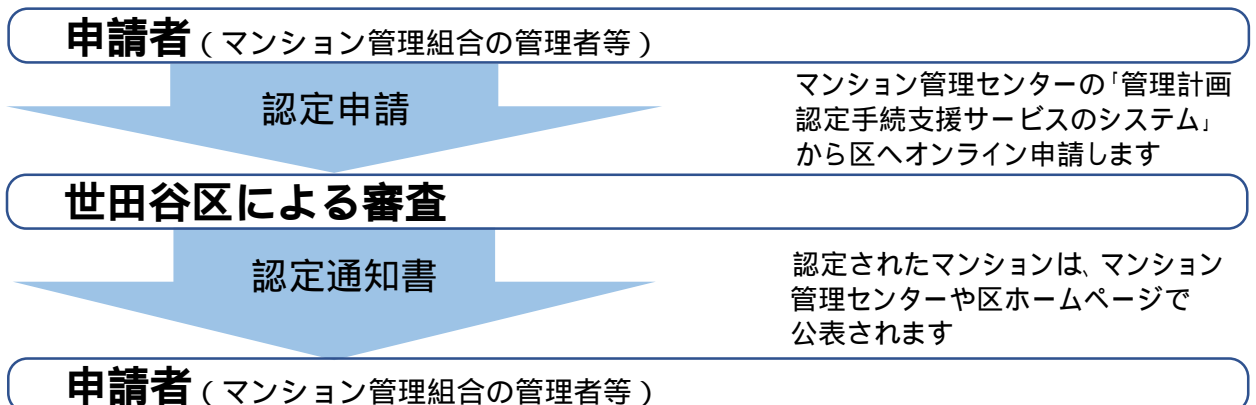 申請者（マンション管理組合の管理者等）
認定申請
マンション管理センターの「管理計画
認定手続支援サービスのシステム」
から区へオンライン申請します
世田谷区による審査
認定通知書
認定されたマンションは、マンション
管理センターや区ホームページで
公表されます
申請者（マンション管理組合の管理者等）